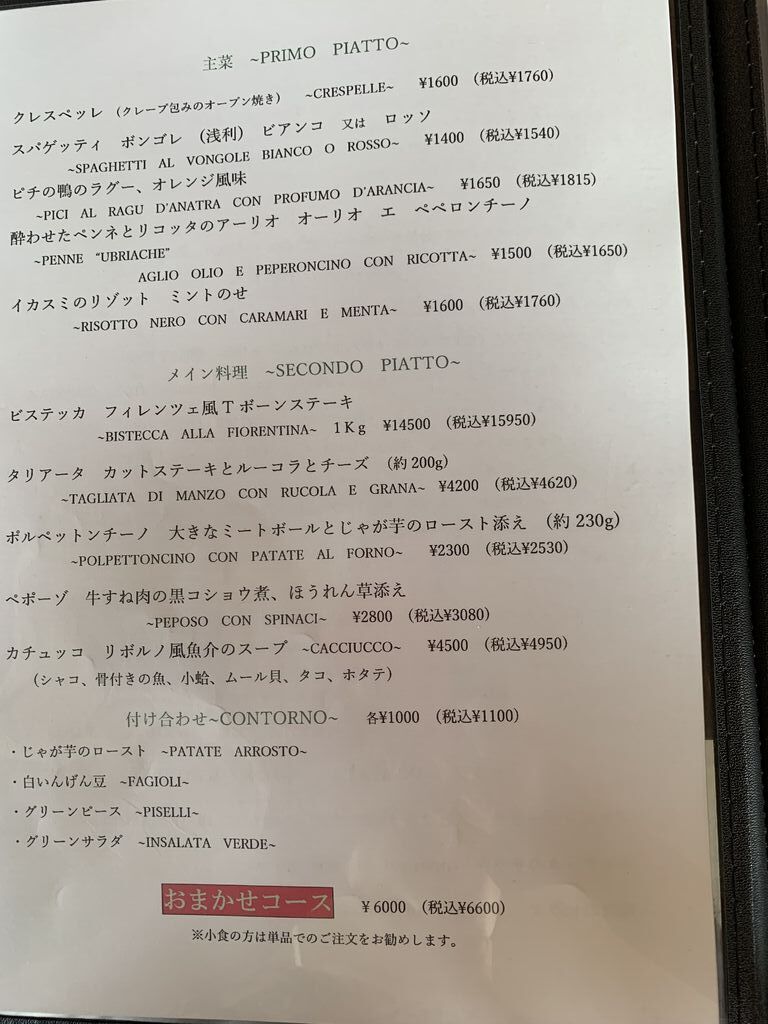 主菜 ~PRIMO PIATTO~
クレスペッレ (クレープ包みのオーブン焼き) ~CRESPELLE~ ¥1600 (税込¥1760)
スパゲッティ ボンゴレ (浅利) ビアンコ 又は ロッソ
~SPAGHETTI AL VONGOLE BIANCO O ROSSO~ ¥1400 (税込¥1540)
ピチの鴨のラグー、オレンジ風味
~PICI AL RAGU D'ANATRA CON PROFUMO D'ARANCIA~ ¥1650 (税込¥1815)
酔わせたペンネとリコッタのアーリオ オーリオ エ ペペロンチーノ
~PENNE "UBRIACHE"
AGLIO OLIO E PEPERONCINO CON RICOTTA~ ¥1500 (税込¥1650)
イカスミのリゾット ミントのせ
~RISOTTO NERO CON CARAMARI E MENTA~ ¥1600 (税込¥1760)
メイン料理 ~SECONDO PIATTO~
ビステッカ フィレンツェ風Tボーンステーキ
~BISTECCA ALLA FIORENTINA~ 1Kg ¥14500 (税込¥15950)
タリアータ カットステーキとルーコラとチーズ (約200g)
~TAGLIATA DI MANZO CON RUCOLA E GRANA~ ¥4200 (税込¥4620)
ポルペットンチーノ 大きなミートボールとじゃが芋のロースト添え (約230g)
~POLPETTONCINO CON PATATE AL FORNO~ ¥2300 (税込¥2530)
ペポーゾ 牛すね肉の黒コショウ煮、ほうれん草添え
~PEPOSO CON SPINACI~ ¥2800 (税込¥3080)
カチュッコ リボルノ風魚介のスープ ~CACCIUCCO~ ¥4500 (税込¥4950)
(シャコ、骨付きの魚、小蛤、ムール貝、タコ、ホタテ)
付け合わせ~CONTORNO~ 各¥1000 (税込¥1100)
・じゃが芋のロースト ~PATATE ARROSTO~
・白いんげん豆 ~FAGIOLI~
・グリーンピース ~PISELLI~
・グリーンサラダ ~INSALATA VERDE~
おまかせコース ¥6000 (税込¥6600)
※小食の方は単品でのご注文をお勧めします。